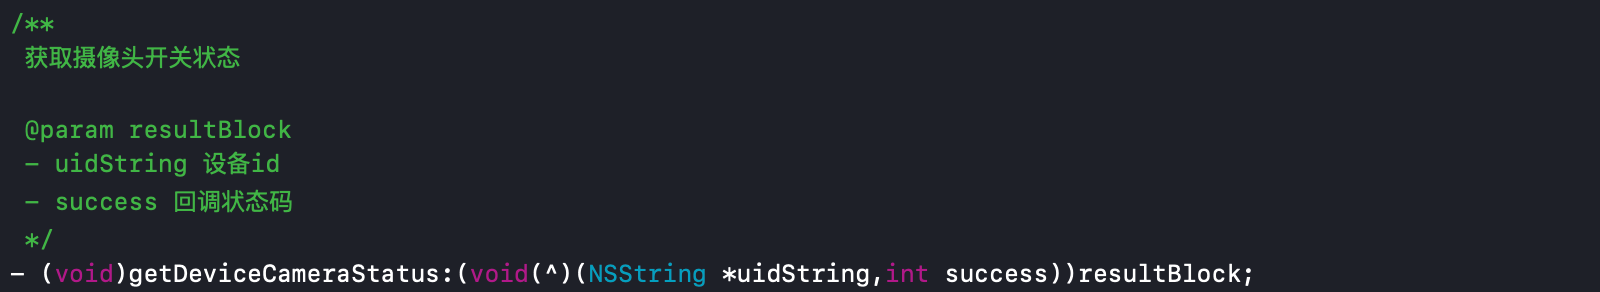 /**
获取摄像头开关状态
@param resultBlock
- uidString 设备id
- success 回调状态码
*/
- (void)getDeviceCameraStatus:(void(^)(NSString *uidString,int success))resultBlock;